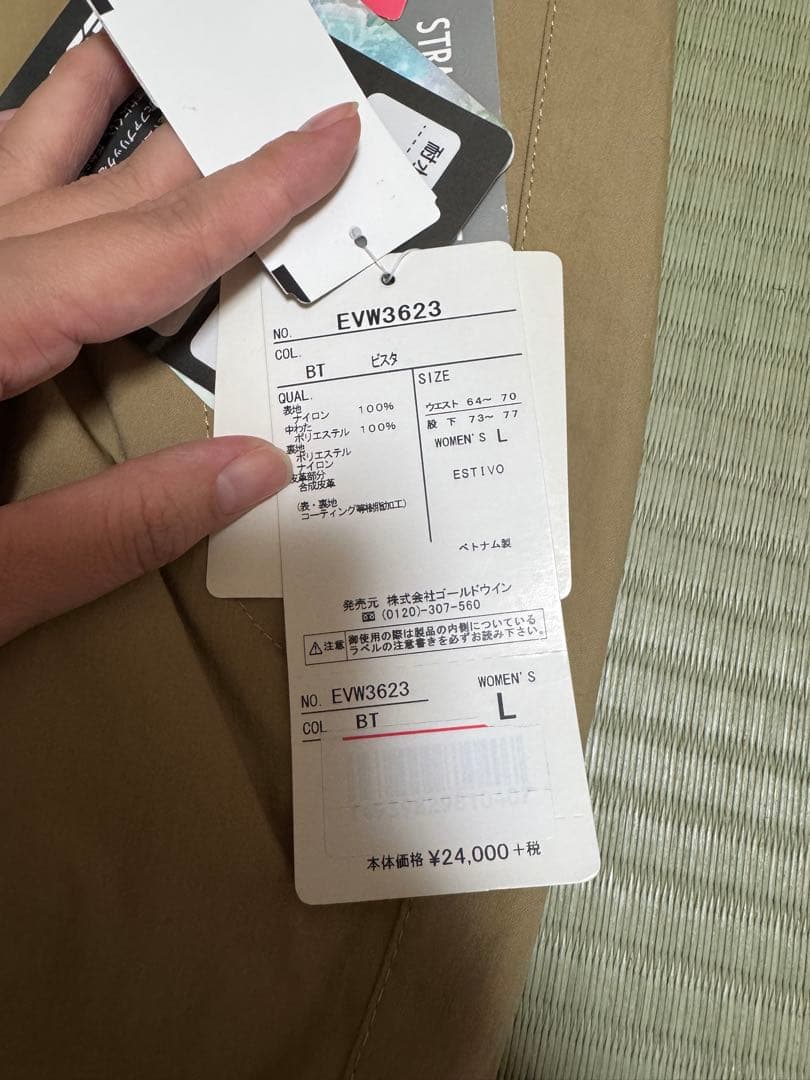 STR
耐水
NO. EVW3623
COL. BT ビスタ
QUAL.
表地
ナイロン 100%
中わた
ポリエステル 100%
裏地
ポリエステル
ナイロン
皮革部分
合成皮革
(表・裏地
コーティング等樹脂加工)
SIZE
ウエスト 64~ 70
股下 73~ 77
WOMEN'S L
ESTIVO
ベトナム製
発売元 株式会社ゴールドウイン
(0120)-307-560
注意 御使用の際は製品の内側についている
ラベルの注意書きを必ずお読み下さい。
NO. EVW3623 WOMEN'S
COL BT L
本体価格 ¥24,000+税